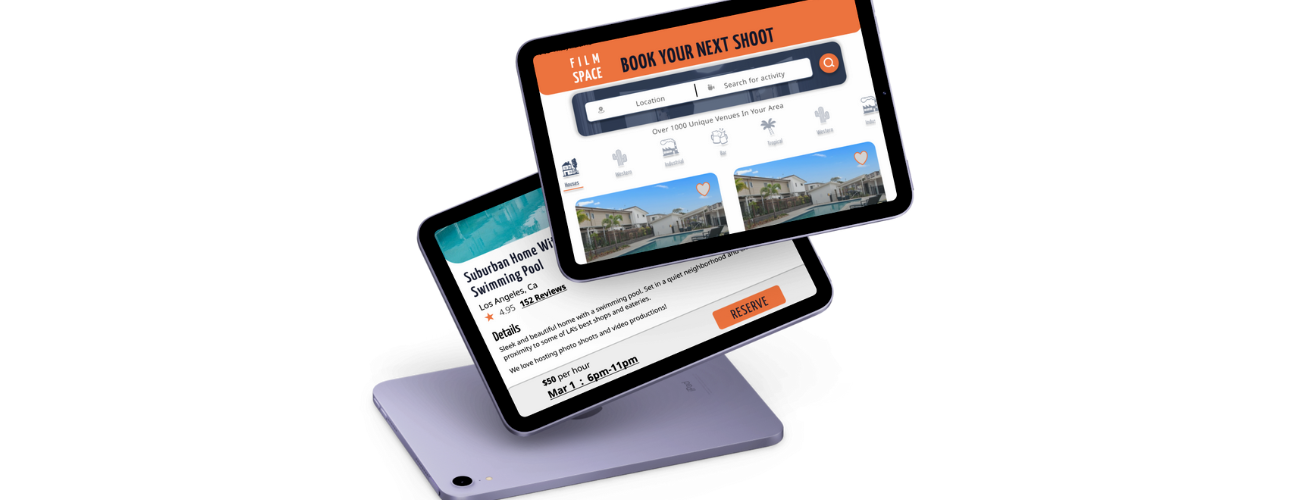 FILM
SPACE
BOOK YOUR NEXT SHOOT
Location
Search for activity
Over 1000 Unique Venues In Your Area
Houses
Western
Industrial
Bar
Tropical
Western
Suburban Home Wi
Swimming Pool
Los Angeles, Ca
4.95 152 Reviews
Details
Sleek and beautiful home with a swimming pool. Set in a quiet neighborhood and
proximity to some of LA's best shops and eateries.
We love hosting photo shoots and video productions!
$50 per hour
Mar 1 : 6pm-11pm
RESERVE